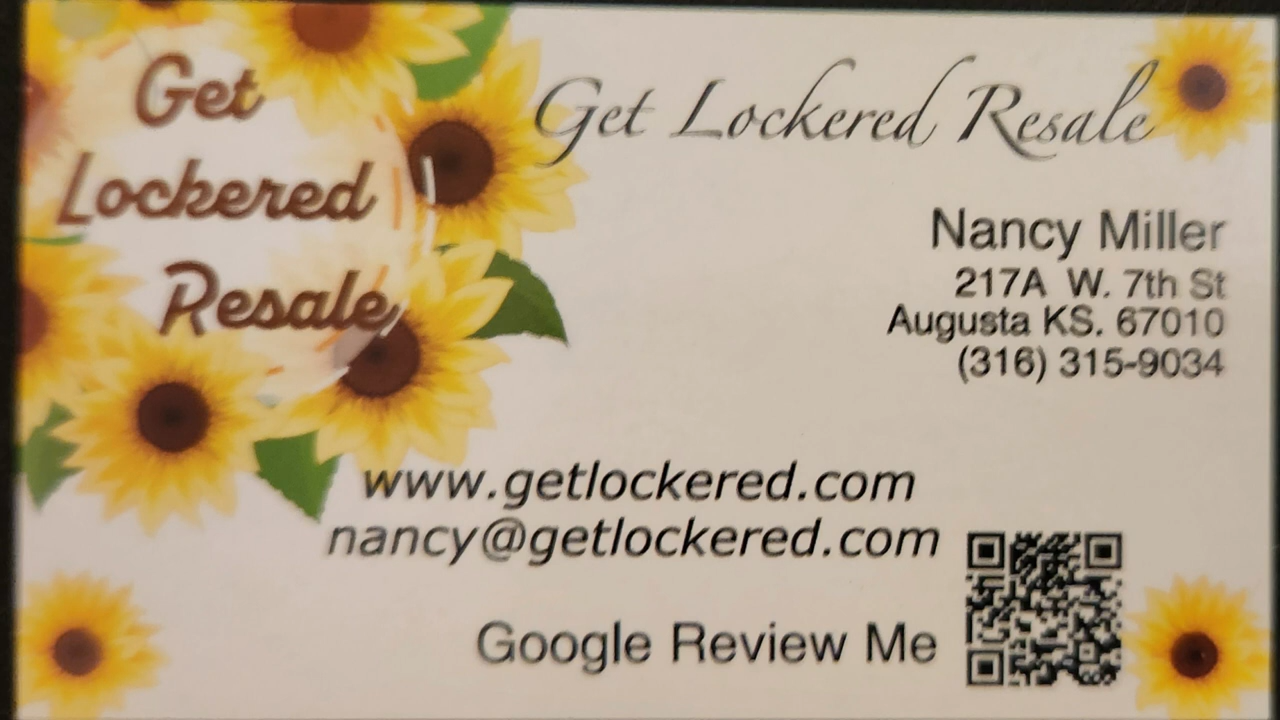 Get
Lockered
Resale
Get Lockered Resale
Nancy Miller
217A W. 7th St
Augusta KS. 67010
(316) 315-9034
www.getlockered.com
nancy@getlockered.com
Google Review Me